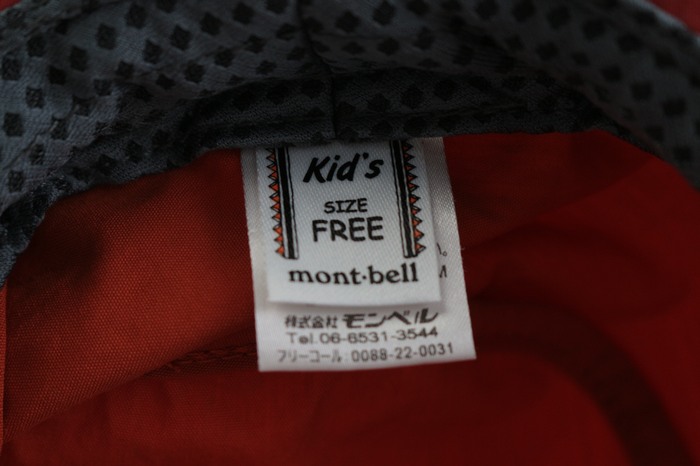 Kid's
SIZE
FREE
mont·bell
株式会社 モンベル
Tel.06-6531-3544
フリーコール:0088-22-0031